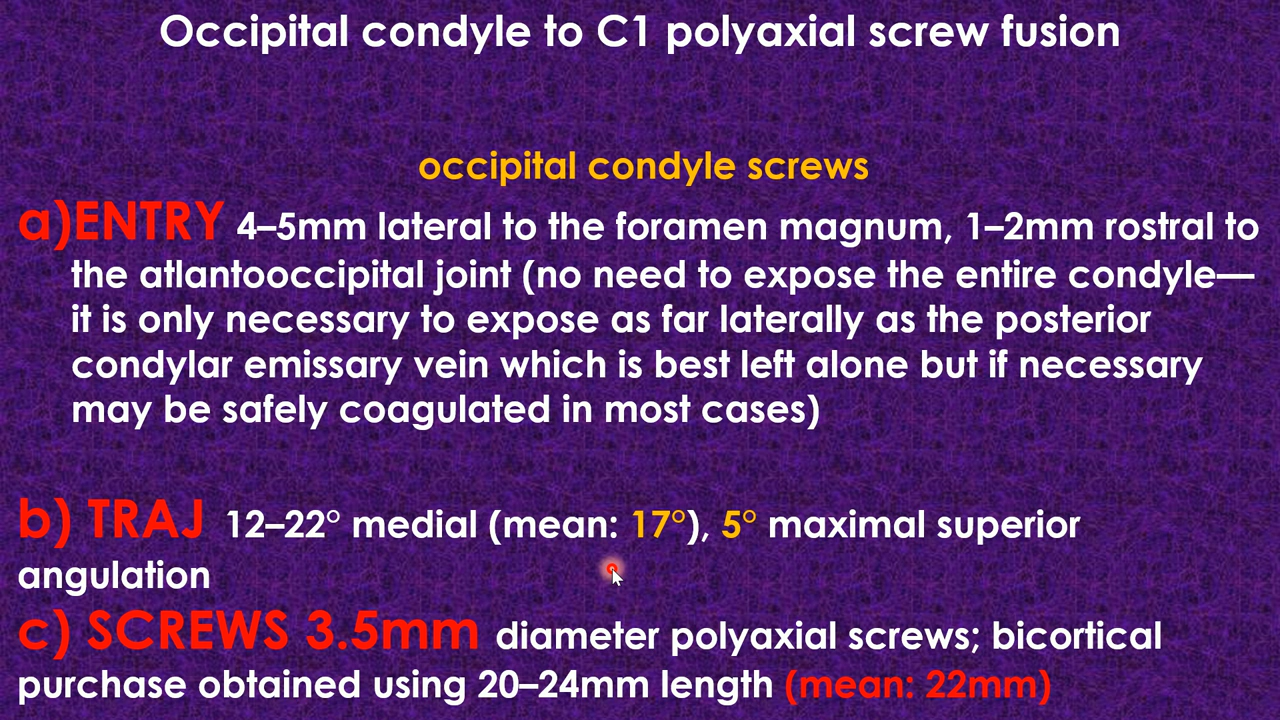 Occipital condyle to C1 polyaxial screw fusion
occipital condyle screws
a)ENTRY 4–5mm lateral to the foramen magnum, 1–2mm rostral to
the atlantooccipital joint (no need to expose the entire condyle—
it is only necessary to expose as far laterally as the posterior
condylar emissary vein which is best left alone but if necessary
may be safely coagulated in most cases)
b) TRAJ 12–22° medial (mean: 17°), 5° maximal superior
angulation
c) SCREWS 3.5mm diameter polyaxial screws; bicortical
purchase obtained using 20–24mm length (mean: 22mm)